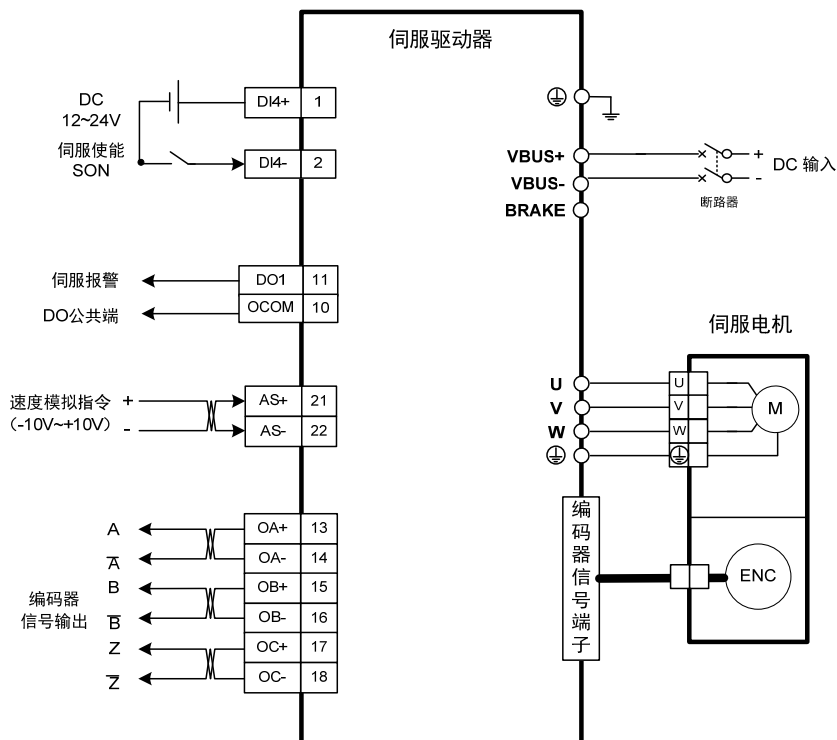 伺服驱动器
DC
12~24V
DI4+ 1
伺服使能
SON
DI4- 2
VBUS+
VBUS-
BRAKE
+
-
DC 输入
断路器
伺服报警
DO1 11
DO公共端
OCOM 10
速度模拟指令
(-10V~+10V)
+
-
AS+ 21
AS- 22
伺服电机
U
V
W
U
V
W
M
编码器
信号输出
A
A̅
B
B̅
Z
Z̅
OA+ 13
OA- 14
OB+ 15
OB- 16
OC+ 17
OC- 18
编码器信号端子
ENC